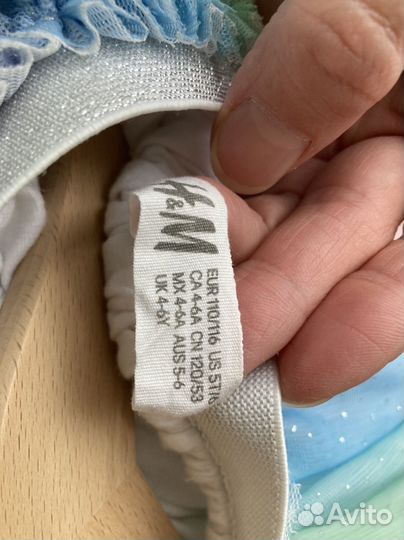 H&M
EUR 110/116 US 5T/6
CA 4-6A CN 120/53
MX 4-6A AUS 5-6
UK 4-6Y
Avito